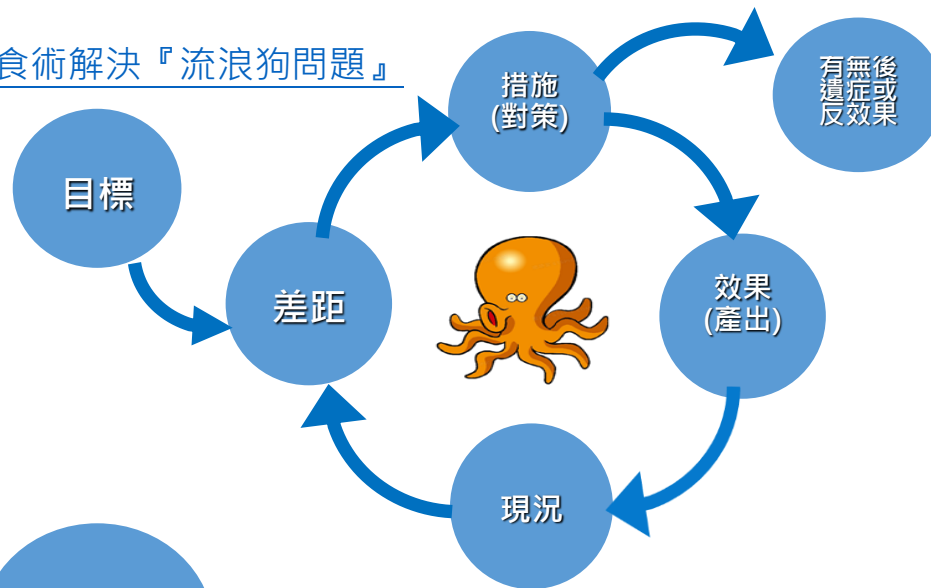 食術解決『流浪狗問題』
目標
差距
措施
(對策)
有無後
遺症或
反效果
效果
(產出)
現況